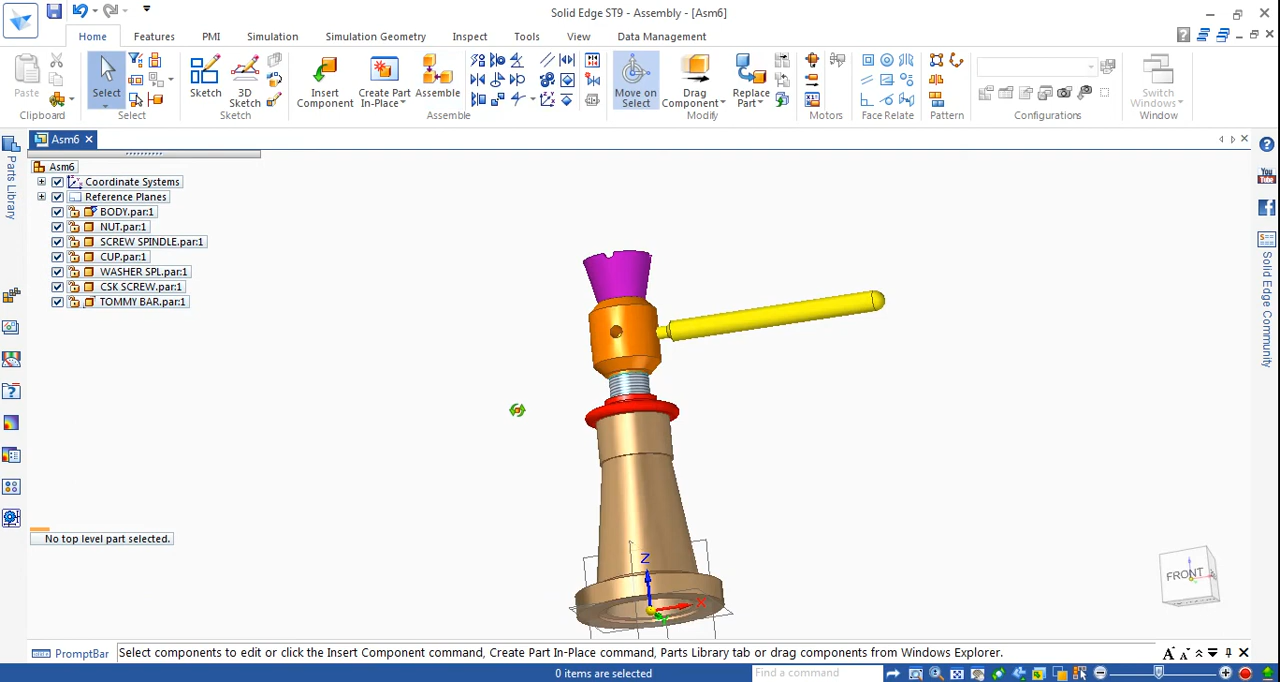 Solid Edge ST9 - Assembly - [Asm6]
Home
Features
PMI
Simulation
Simulation Geometry
Inspect
Tools
View
Data Management
Paste
Clipboard
Select
Select
Sketch
3D
Sketch
Sketch
Insert
Component
Create Part
In-Place
Assemble
Assemble
Move on
Select
Drag
Component
Replace
Part
Modify
Motors
Face Relate
Pattern
Configurations
Switch
Windows
Window
Asm6
Parts Library
Asm6
Coordinate Systems
Reference Planes
BODY.par:1
NUT.par:1
SCREW SPINDLE.par:1
CUP.par:1
WASHER SPL.par:1
CSK SCREW.par:1
TOMMY BAR.par:1
No top level part selected.
Z
X
FRONT
You
Tube
Solid Edge Community
PromptBar
Select components to edit or click the Insert Component command, Create Part In-Place command, Parts Library tab or drag components from Windows Explorer.
0 items are selected
Find a command